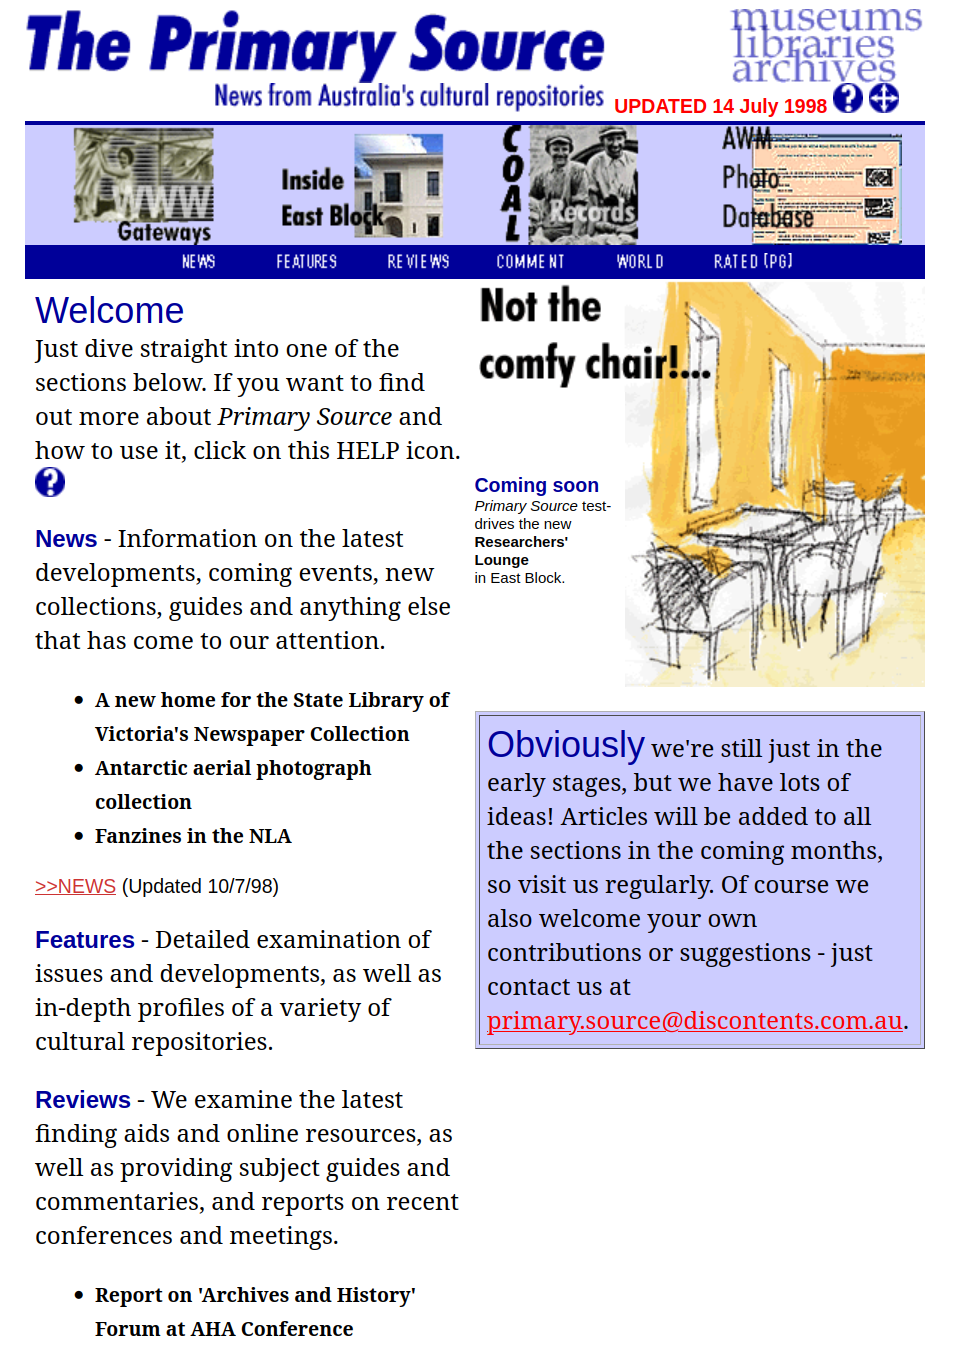 The Primary Source
News from Australia's cultural repositories
museums
libraries
archives
UPDATED 14 July 1998
WWW
Gateways
Inside
East Block
COAL
Records
AWM
Photo
Database
NEWS FEATURES REVIEWS COMMENT WORLD RATED [PG]
Welcome
Just dive straight into one of the
sections below. If you want to find
out more about Primary Source and
how to use it, click on this HELP icon.
?
News - Information on the latest
developments, coming events, new
collections, guides and anything else
that has come to our attention.
• A new home for the State Library of
Victoria's Newspaper Collection
• Antarctic aerial photograph
collection
• Fanzines in the NLA
>>NEWS (Updated 10/7/98)
Features - Detailed examination of
issues and developments, as well as
in-depth profiles of a variety of
cultural repositories.
Reviews - We examine the latest
finding aids and online resources, as
well as providing subject guides and
commentaries, and reports on recent
conferences and meetings.
• Report on 'Archives and History'
Forum at AHA Conference
Not the
comfy chair!...
Coming soon
Primary Source test-
drives the new
Researchers'
Lounge
in East Block.
Obviously we're still just in the
early stages, but we have lots of
ideas! Articles will be added to all
the sections in the coming months,
so visit us regularly. Of course we
also welcome your own
contributions or suggestions - just
contact us at
primary.source@discontents.com.au.